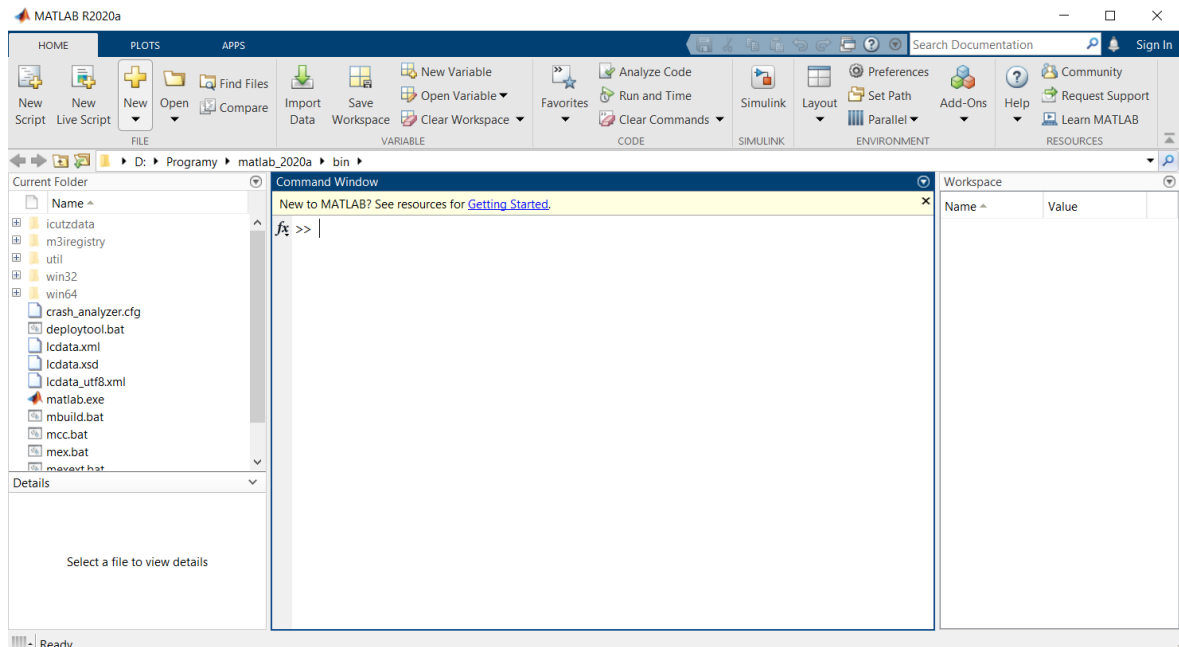 MATLAB R2020a
HOME PLOTS APPS
Search Documentation
Sign In
New Script
New Live Script
New
Open
Find Files
Compare
FILE
Import Data
Save Workspace
New Variable
Open Variable
Clear Workspace
VARIABLE
Favorites
Analyze Code
Run and Time
Clear Commands
CODE
Simulink
SIMULINK
Layout
Preferences
Set Path
Parallel
Add-Ons
ENVIRONMENT
Help
Community
Request Support
Learn MATLAB
RESOURCES
D: Programy matlab_2020a bin
Current Folder
Name
icutzdata
m3iregistry
util
win32
win64
crash_analyzer.cfg
deploytool.bat
lcdata.xml
lcdata.xsd
lcdata_utf8.xml
matlab.exe
mbuild.bat
mcc.bat
mex.bat
mexext.bat
Details
Select a file to view details
Command Window
New to MATLAB? See resources for Getting Started.
fx >>
Workspace
Name Value
Ready